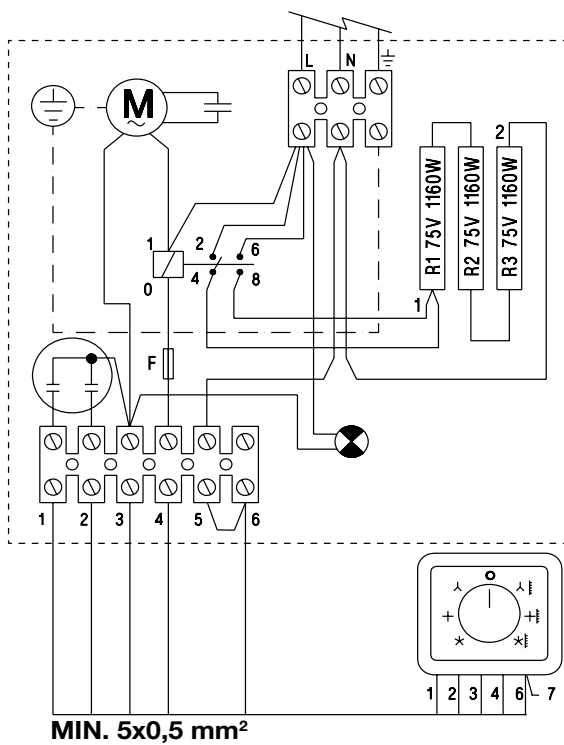 L N
M
~
2
R1 75V 1160W
R2 75V 1160W
R3 75V 1160W
1 2 6
0 4 8
1
F
1 2 3 4 5 6
1 2 3 4 6 7
MIN. 5x0,5 mm²